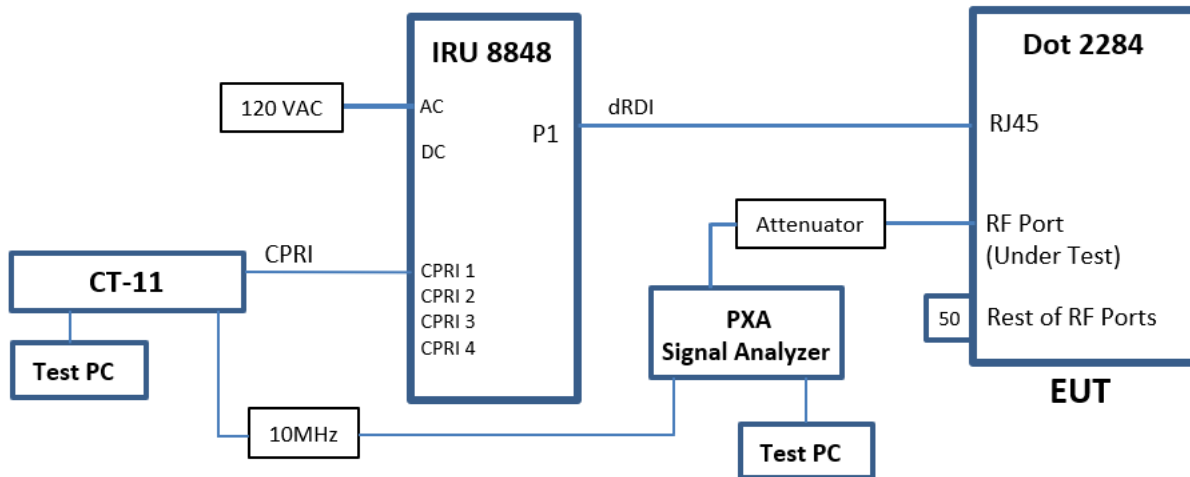 IRU 8848
Dot 2284
120 VAC
AC
dRDI
P1
RJ45
DC
Attenuator
RF Port
(Under Test)
CPRI
CT-11
CPRI 1
CPRI 2
CPRI 3
CPRI 4
PXA
Signal Analyzer
50
Rest of RF Ports
Test PC
EUT
10MHz
Test PC